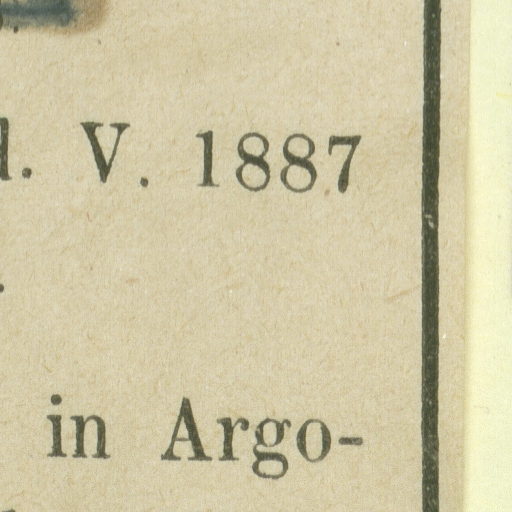 d. V. 1887
.
in Argo-